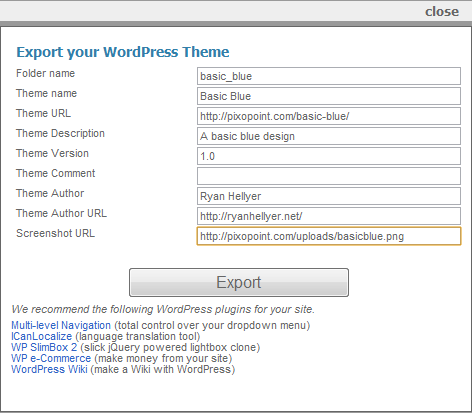 close
Export your WordPress Theme
Folder name basic_blue
Theme name Basic Blue
Theme URL http://pixopoint.com/basic-blue/
Theme Description A basic blue design
Theme Version 1.0
Theme Comment
Theme Author Ryan Hellyer
Theme Author URL http://ryanhellyer.net/
Screenshot URL http://pixopoint.com/uploads/basicblue.png
Export
We recommend the following WordPress plugins for your site.
Multi-level Navigation (total control over your dropdown menu)
ICanLocalize (language translation tool)
WP SlimBox 2 (slick jQuery powered lightbox clone)
WP e-Commerce (make money from your site)
WordPress Wiki (make a Wiki with WordPress)